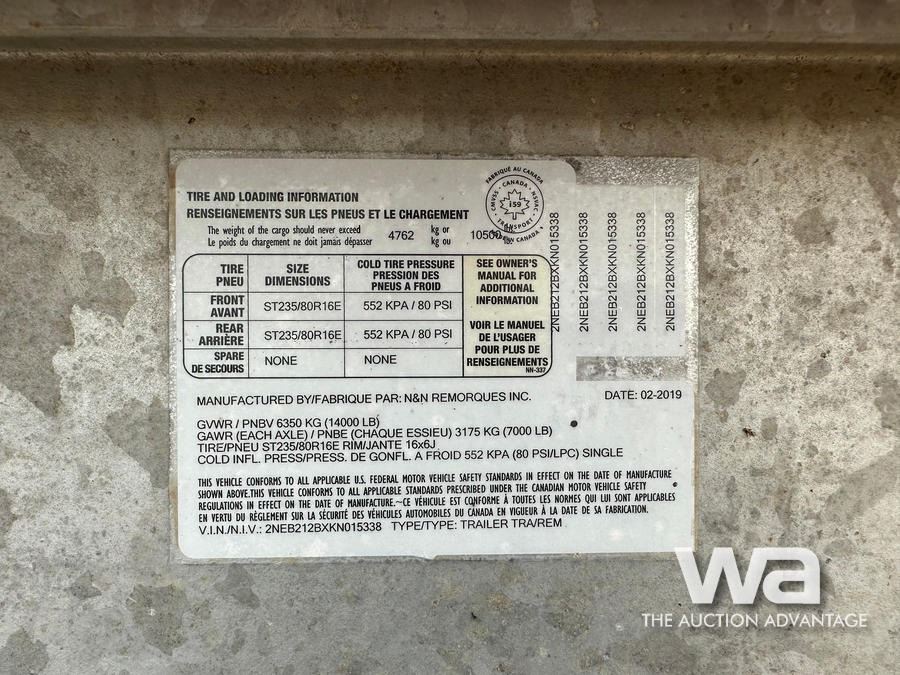 FABRIQUÉ AU CANADA
CMVSS · CANADA · NSVAC
159
· TRANSPORT ·
CANADA
TIRE AND LOADING INFORMATION
RENSEIGNEMENTS SUR LES PNEUS ET LE CHARGEMENT
The weight of the cargo should never exceed 4762 kg or 10500
Le poids du chargement ne doit jamais dépasser kg ou
TIRE SIZE COLD TIRE PRESSURE
PNEU DIMENSIONS PRESSION DES
PNEUS A FROID
FRONT ST235/80R16E 552 KPA / 80 PSI
AVANT
REAR ST235/80R16E 552 KPA / 80 PSI
ARRIÈRE
SPARE NONE NONE
DE SECOURS
SEE OWNER'S
MANUAL FOR
ADDITIONAL
INFORMATION
VOIR LE MANUEL
DE L'USAGER
POUR PLUS DE
RENSEIGNEMENTS
NN-337
2NEB212BXKN015338
2NEB212BXKN015338
2NEB212BXKN015338
2NEB212BXKN015338
2NEB212BXKN015338
MANUFACTURED BY/FABRIQUE PAR: N&N REMORQUES INC. DATE: 02-2019
GVWR / PNBV 6350 KG (14000 LB)
GAWR (EACH AXLE) / PNBE (CHAQUE ESSIEU) 3175 KG (7000 LB)
TIRE/PNEU ST235/80R16E RIM/JANTE 16x6J
COLD INFL. PRESS/PRESS. DE GONFL. A FROID 552 KPA (80 PSI/LPC) SINGLE
THIS VEHICLE CONFORMS TO ALL APPLICABLE U.S. FEDERAL MOTOR VEHICLE SAFETY STANDARDS IN EFFECT ON THE DATE OF MANUFACTURE
SHOWN ABOVE.THIS VEHICLE CONFORMS TO ALL APPLICABLE STANDARDS PRESCRIBED UNDER THE CANADIAN MOTOR VEHICLE SAFETY
REGULATIONS IN EFFECT ON THE DATE OF MANUFACTURE.~CE VÉHICULE EST CONFORME À TOUTES LES NORMES QUI LUI SONT APPLICABLES
EN VERTU DU RÈGLEMENT SUR LA SÉCURITÉ DES VÉHICULES AUTOMOBILES DU CANADA EN VIGUEUR À LA DATE DE SA FABRICATION.
V.I.N./N.I.V.: 2NEB212BXKN015338 TYPE/TYPE: TRAILER TRA/REM
wa
THE AUCTION ADVANTAGE